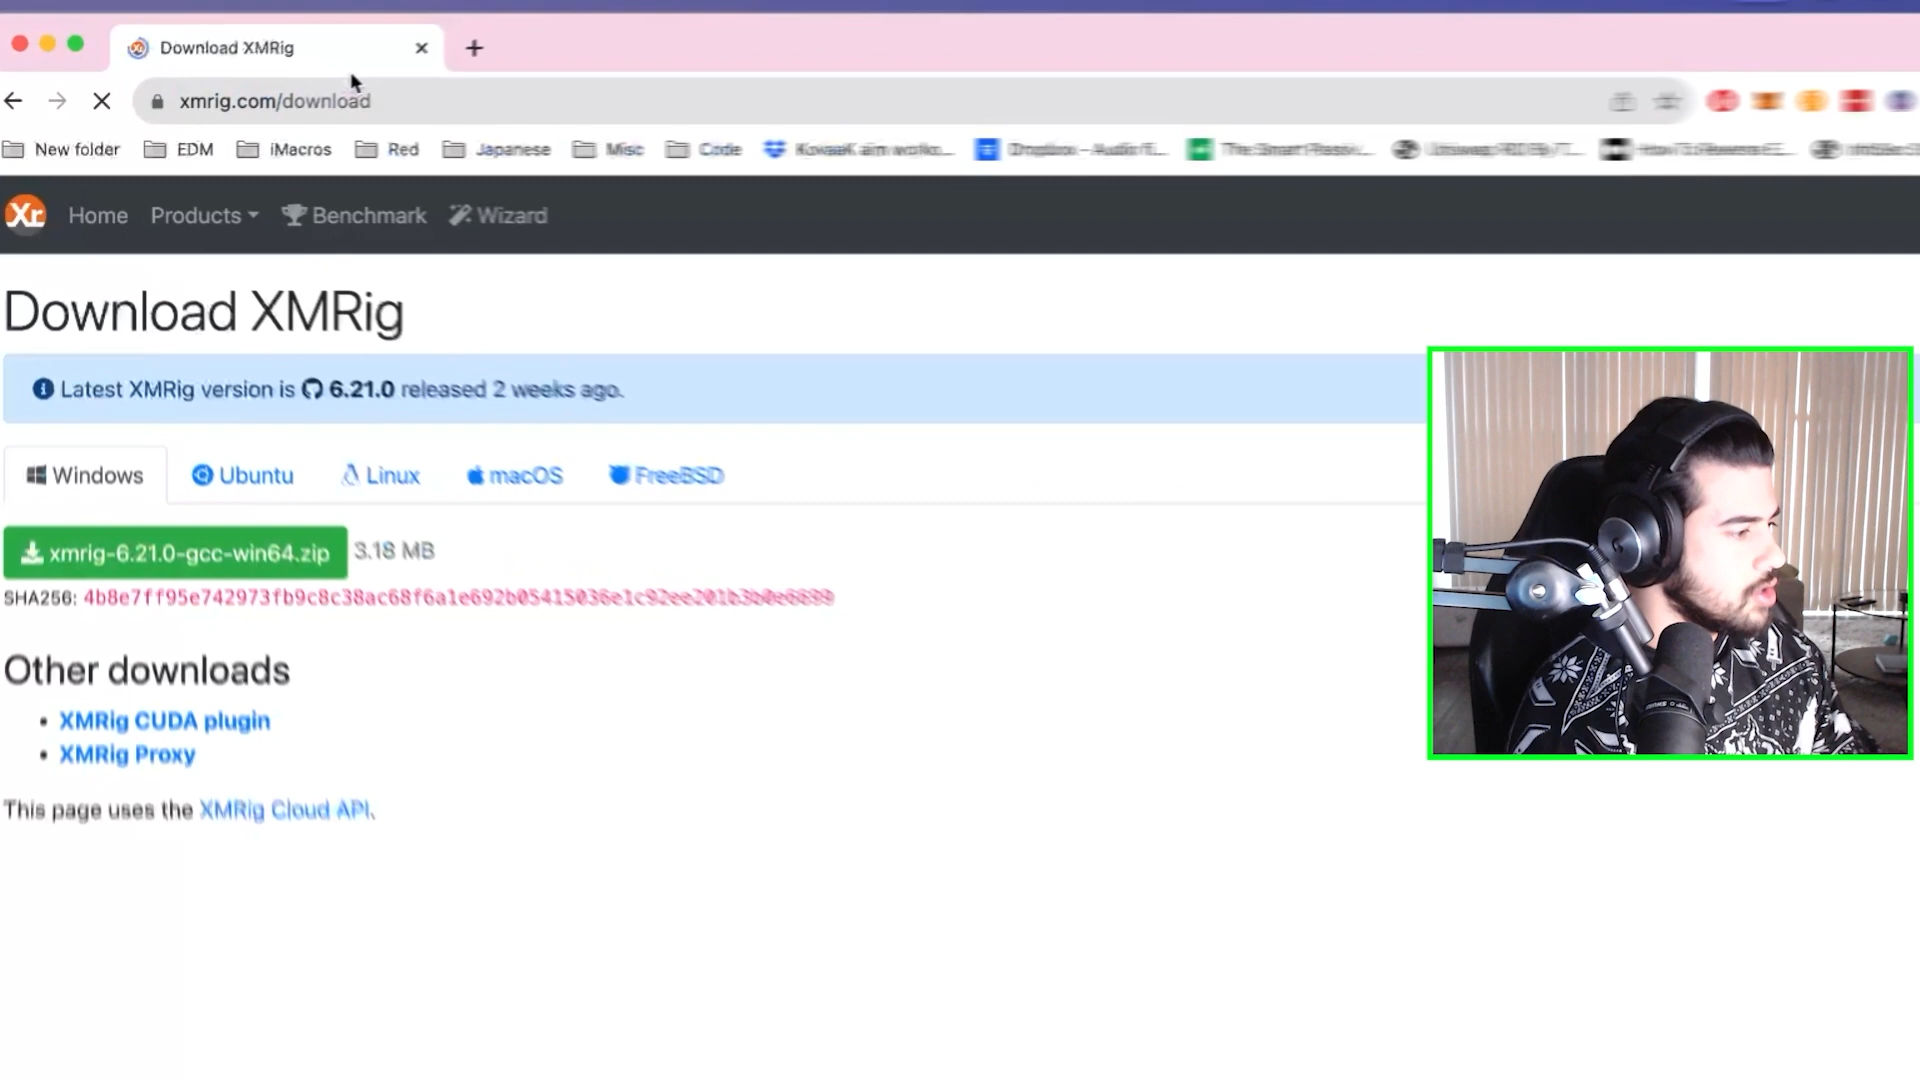 Download XMRig
xmrig.com/download
New folder EDM iMacros Red Japanese Misc Code
Xr Home Products Benchmark Wizard
Download XMRig
Latest XMRig version is 6.21.0 released 2 weeks ago.
Windows Ubuntu Linux macOS FreeBSD
xmrig-6.21.0-gcc-win64.zip 3.18 MB
SHA256: 4b8e7ff95e742973fb9c8c38ac68f6a1e692b05415036e1c92ee201b3b0e6639
Other downloads
• XMRig CUDA plugin
• XMRig Proxy
This page uses the XMRig Cloud API.